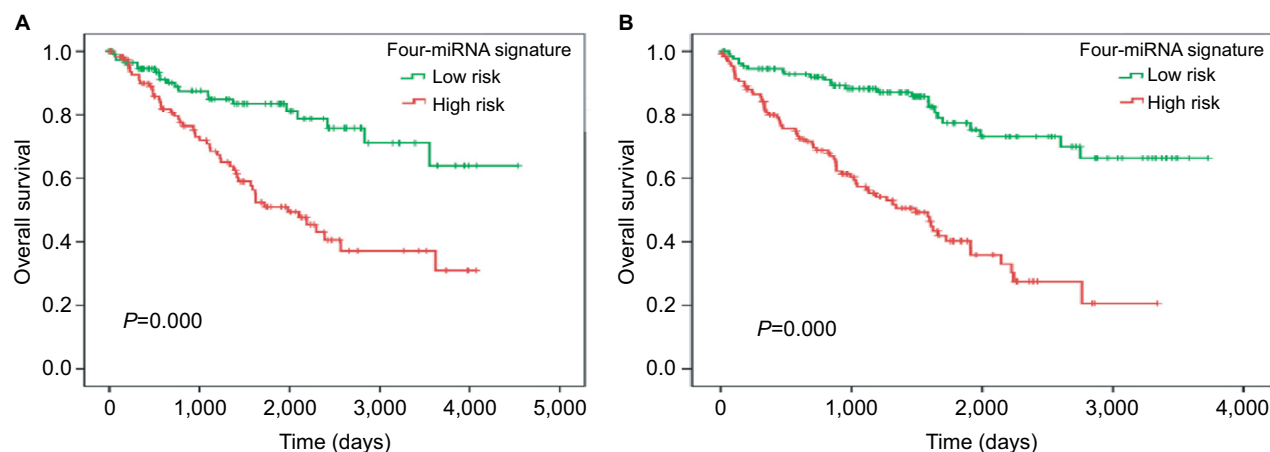 A
Four-miRNA signature
Low risk
High risk
1.0
0.8
0.6
0.4
0.2
0.0
Overall survival
P=0.000
0 1,000 2,000 3,000 4,000 5,000
Time (days)
B
Four-miRNA signature
Low risk
High risk
1.0
0.8
0.6
0.4
0.2
0.0
Overall survival
P=0.000
0 1,000 2,000 3,000 4,000
Time (days)